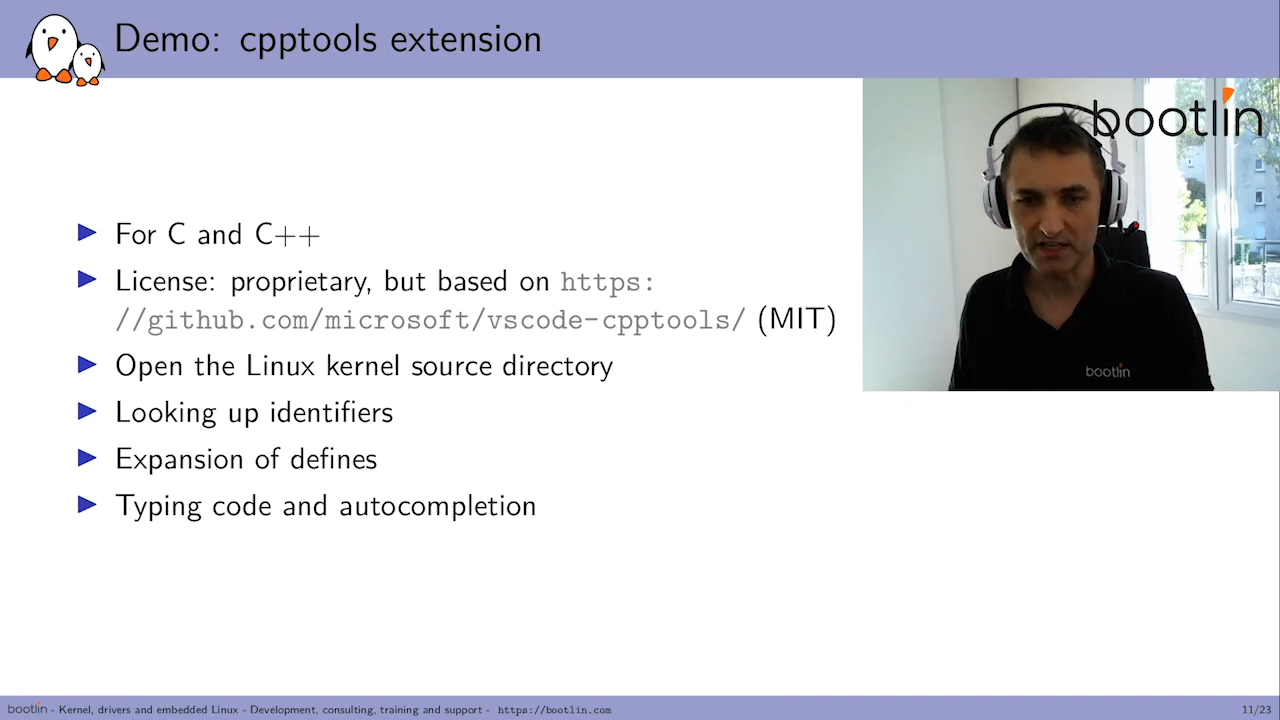 Demo: cpptools extension
bootlin
For C and C++
License: proprietary, but based on https:
//github.com/microsoft/vscode-cpptools/ (MIT)
Open the Linux kernel source directory
Looking up identifiers
Expansion of defines
Typing code and autocompletion
bootlin
bootlin - Kernel, drivers and embedded Linux - Development, consulting, training and support - https://bootlin.com
11/23